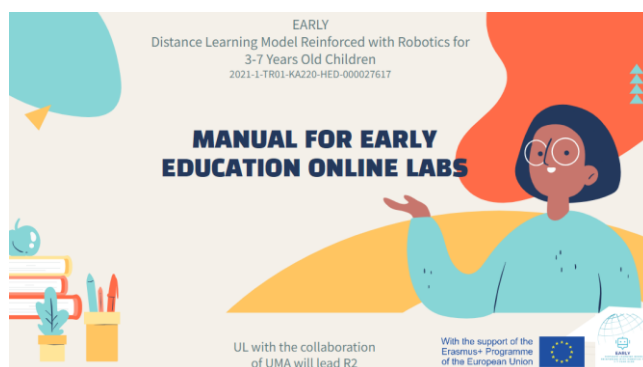 EARLY
Distance Learning Model Reinforced with Robotics for
3-7 Years Old Children
2021-1-TR01-KA220-HED-000027617
MANUAL FOR EARLY
EDUCATION ONLINE LABS
UL with the collaboration
of UMA will lead R2
With the support of the
Erasmus+ Programme
of the European Union
EARLY